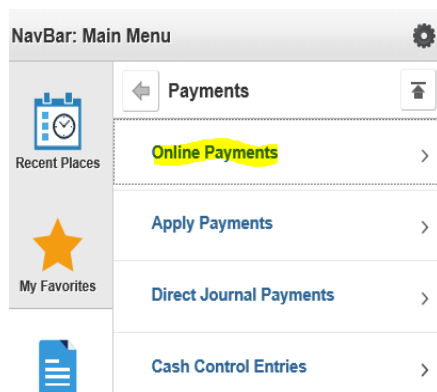 NavBar: Main Menu
Payments
Recent Places
My Favorites
Online Payments
Apply Payments
Direct Journal Payments
Cash Control Entries